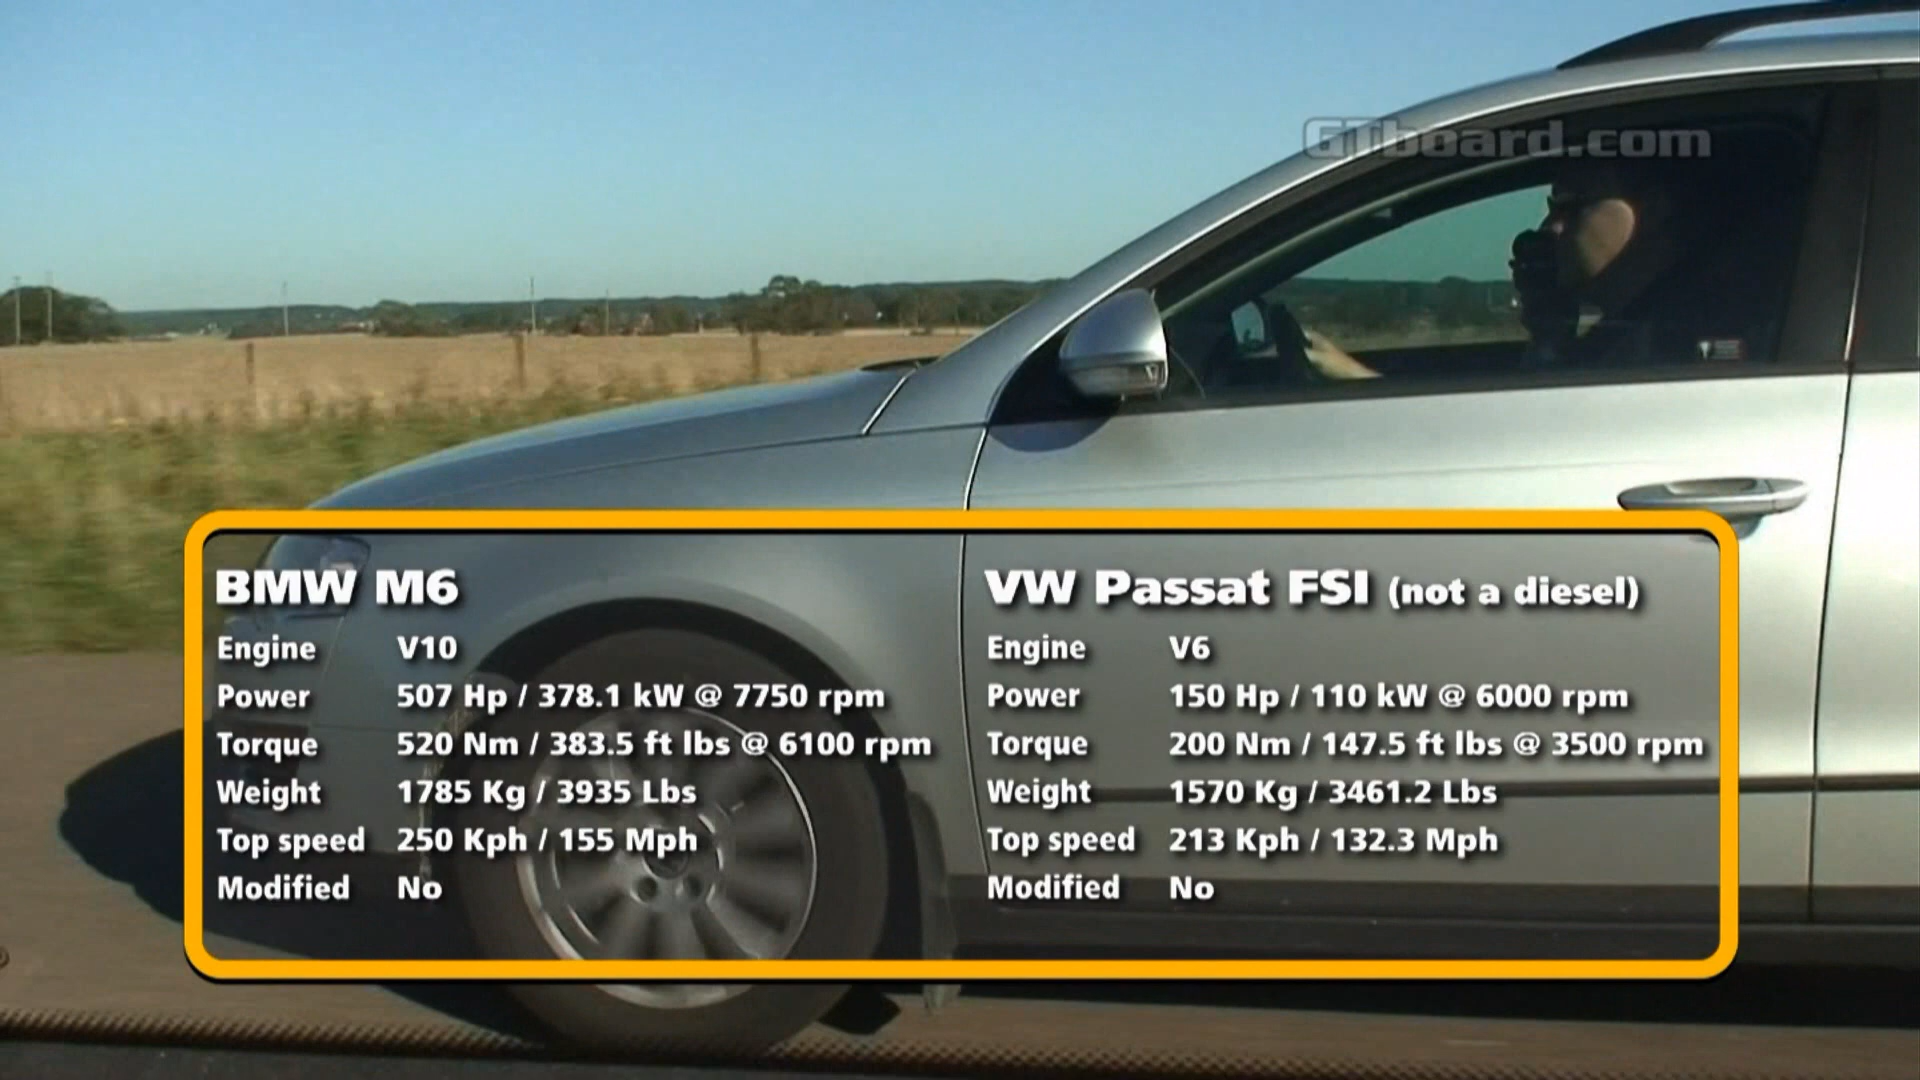 GTboard.com
BMW M6
Engine V10
Power 507 Hp / 378.1 kW @ 7750 rpm
Torque 520 Nm / 383.5 ft lbs @ 6100 rpm
Weight 1785 Kg / 3935 Lbs
Top speed 250 Kph / 155 Mph
Modified No
VW Passat FSI (not a diesel)
Engine V6
Power 150 Hp / 110 kW @ 6000 rpm
Torque 200 Nm / 147.5 ft lbs @ 3500 rpm
Weight 1570 Kg / 3461.2 Lbs
Top speed 213 Kph / 132.3 Mph
Modified No